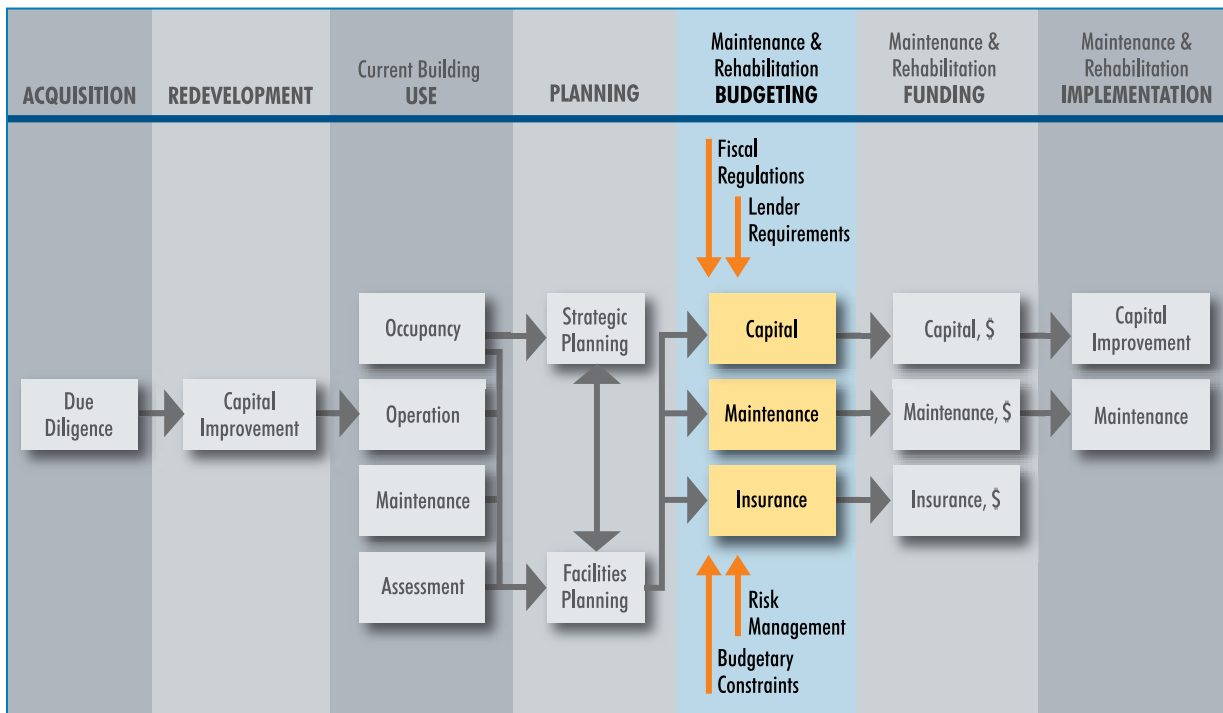 ACQUISITION
REDEVELOPMENT
Current Building
USE
PLANNING
Maintenance &
Rehabilitation
BUDGETING
Maintenance &
Rehabilitation
FUNDING
Maintenance &
Rehabilitation
IMPLEMENTATION
Fiscal
Regulations
Lender
Requirements
Due
Diligence
Capital
Improvement
Occupancy
Operation
Maintenance
Assessment
Strategic
Planning
Facilities
Planning
Capital
Maintenance
Insurance
Risk
Management
Budgetary
Constraints
Capital, $
Maintenance, $
Insurance, $
Capital
Improvement
Maintenance